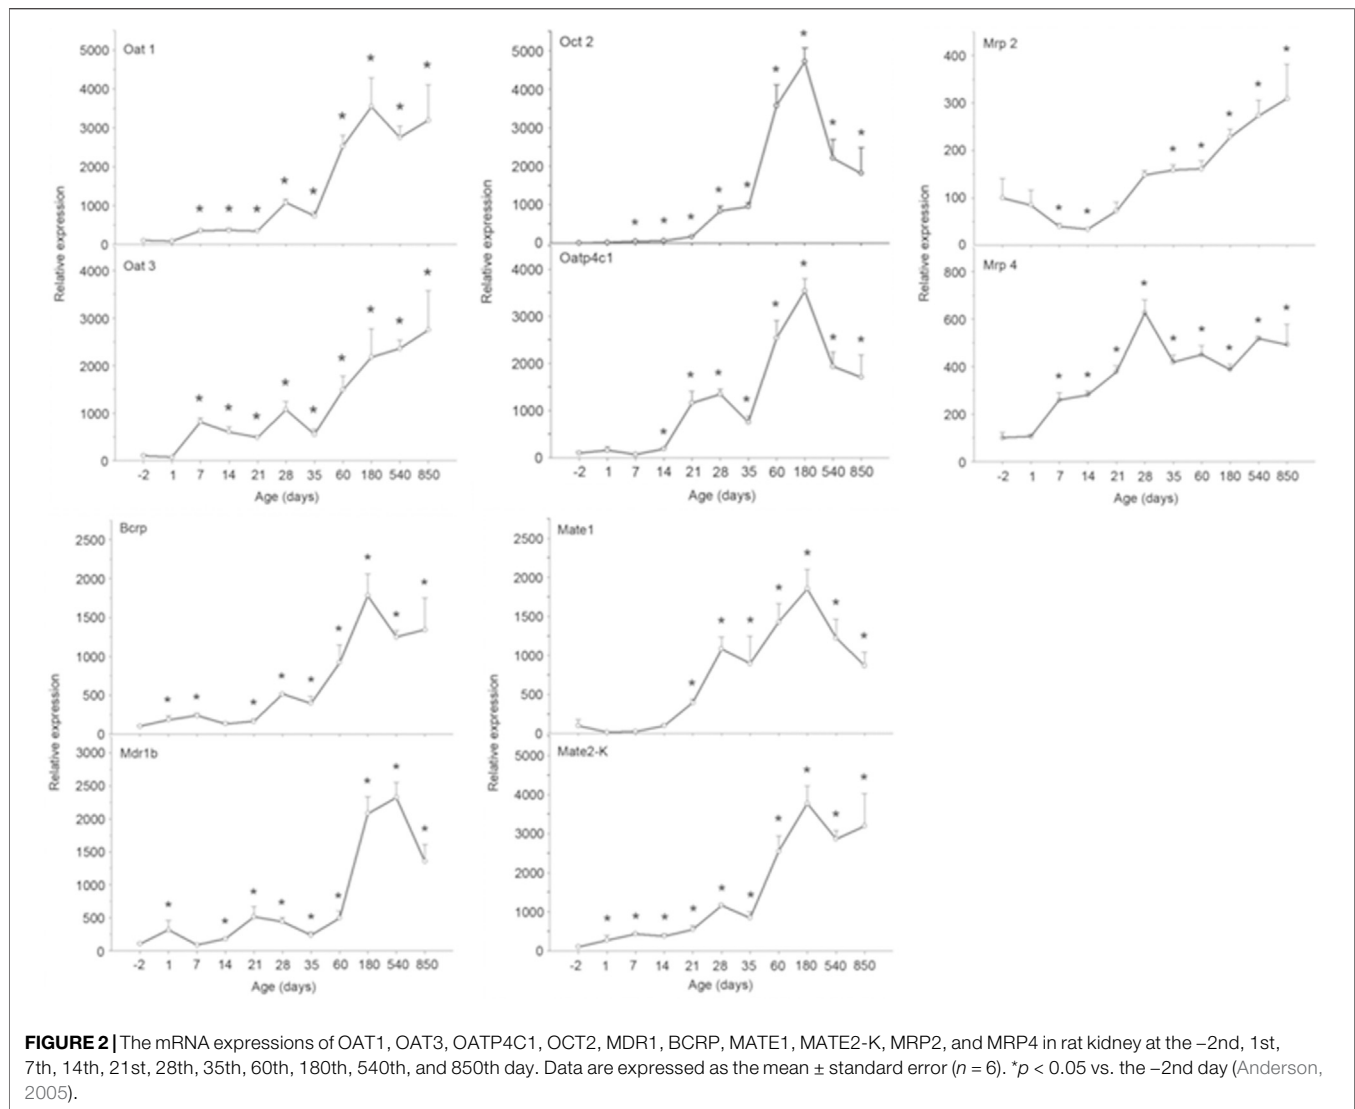 Oat 1
5000
4000
3000
2000
1000
0
Oat 3
4000
3000
2000
1000
0
Relative expression
-2 1 7 14 21 28 35 60 180 540 850
Age (days)
Oct 2
5000
4000
3000
2000
1000
0
Oatp4c1
4000
3000
2000
1000
0
Relative expression
-2 1 7 14 21 28 35 60 180 540 850
Age (days)
Mrp 2
400
300
200
100
0
Mrp 4
800
600
400
200
0
Relative expression
-2 1 7 14 21 28 35 60 180 540 850
Age (days)
Bcrp
2500
2000
1500
1000
500
0
Mdr1b
3000
2500
2000
1500
1000
500
0
Relative expression
-2 1 7 14 21 28 35 60 180 540 850
Age (days)
Mate1
2500
2000
1500
1000
500
0
Mate2-K
5000
4000
3000
2000
1000
0
Relative expression
-2 1 7 14 21 28 35 60 180 540 850
Age (days)
FIGURE 2 | The mRNA expressions of OAT1, OAT3, OATP4C1, OCT2, MDR1, BCRP, MATE1, MATE2-K, MRP2, and MRP4 in rat kidney at the −2nd, 1st,
7th, 14th, 21st, 28th, 35th, 60th, 180th, 540th, and 850th day. Data are expressed as the mean ± standard error (n = 6). *p < 0.05 vs. the −2nd day (Anderson,
2005).